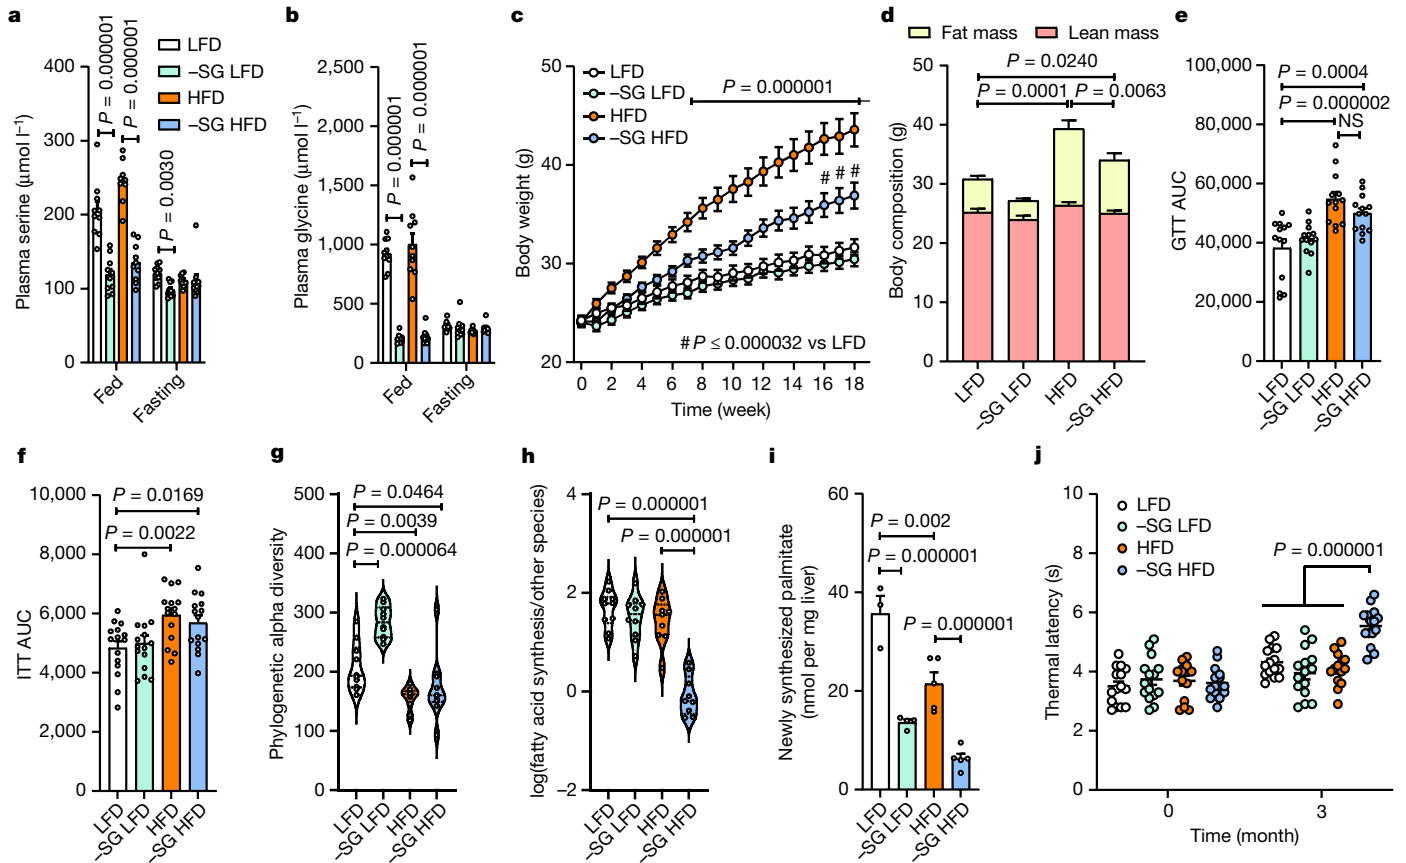 a
LFD
–SG LFD
HFD
–SG HFD
P = 0.000001
P = 0.000001
P = 0.0030
Plasma serine (μmol l⁻¹)
400
300
200
100
0
Fed
Fasting
b
P = 0.000001
P = 0.000001
Plasma glycine (μmol l⁻¹)
2,500
2,000
1,500
1,000
500
0
Fed
Fasting
c
LFD
–SG LFD
HFD
–SG HFD
P = 0.000001
# # #
# P ≤ 0.000032 vs LFD
Body weight (g)
50
40
30
20
0 2 4 6 8 10 12 14 16 18
Time (week)
d
Fat mass
Lean mass
P = 0.0240
P = 0.0001
P = 0.0063
Body composition (g)
50
40
30
20
10
0
LFD
–SG LFD
HFD
–SG HFD
e
P = 0.0004
P = 0.000002
NS
GTT AUC
100,000
80,000
60,000
40,000
20,000
0
LFD
–SG LFD
HFD
–SG HFD
f
P = 0.0169
P = 0.0022
ITT AUC
10,000
8,000
6,000
4,000
2,000
0
LFD
–SG LFD
HFD
–SG HFD
g
P = 0.0464
P = 0.0039
P = 0.000064
Phylogenetic alpha diversity
500
400
300
200
100
0
LFD
–SG LFD
HFD
–SG HFD
h
P = 0.000001
P = 0.000001
log(fatty acid synthesis/other species)
4
2
0
–2
LFD
–SG LFD
HFD
–SG HFD
i
P = 0.002
P = 0.000001
P = 0.000001
Newly synthesized palmitate
(nmol per mg liver)
60
40
20
0
LFD
–SG LFD
HFD
–SG HFD
j
LFD
–SG LFD
HFD
–SG HFD
P = 0.000001
Thermal latency (s)
10
8
6
4
2
0
0 3
Time (month)